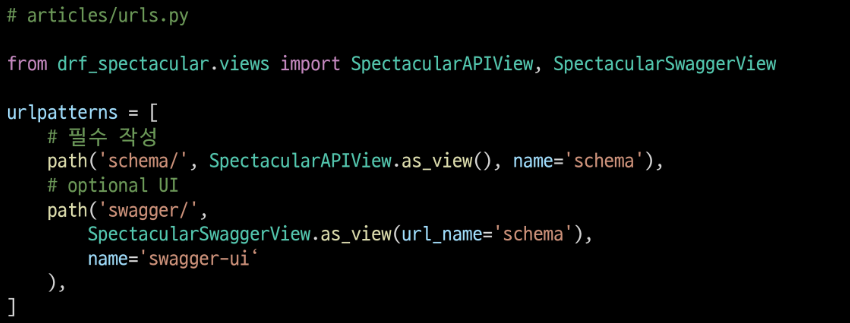 # articles/urls.py
from drf_spectacular.views import SpectacularAPIView, SpectacularSwaggerView
urlpatterns = [
    # 필수 작성
    path('schema/', SpectacularAPIView.as_view(), name='schema'),
    # optional UI
    path('swagger/',
        SpectacularSwaggerView.as_view(url_name='schema'),
        name='swagger-ui‘
    ),
]